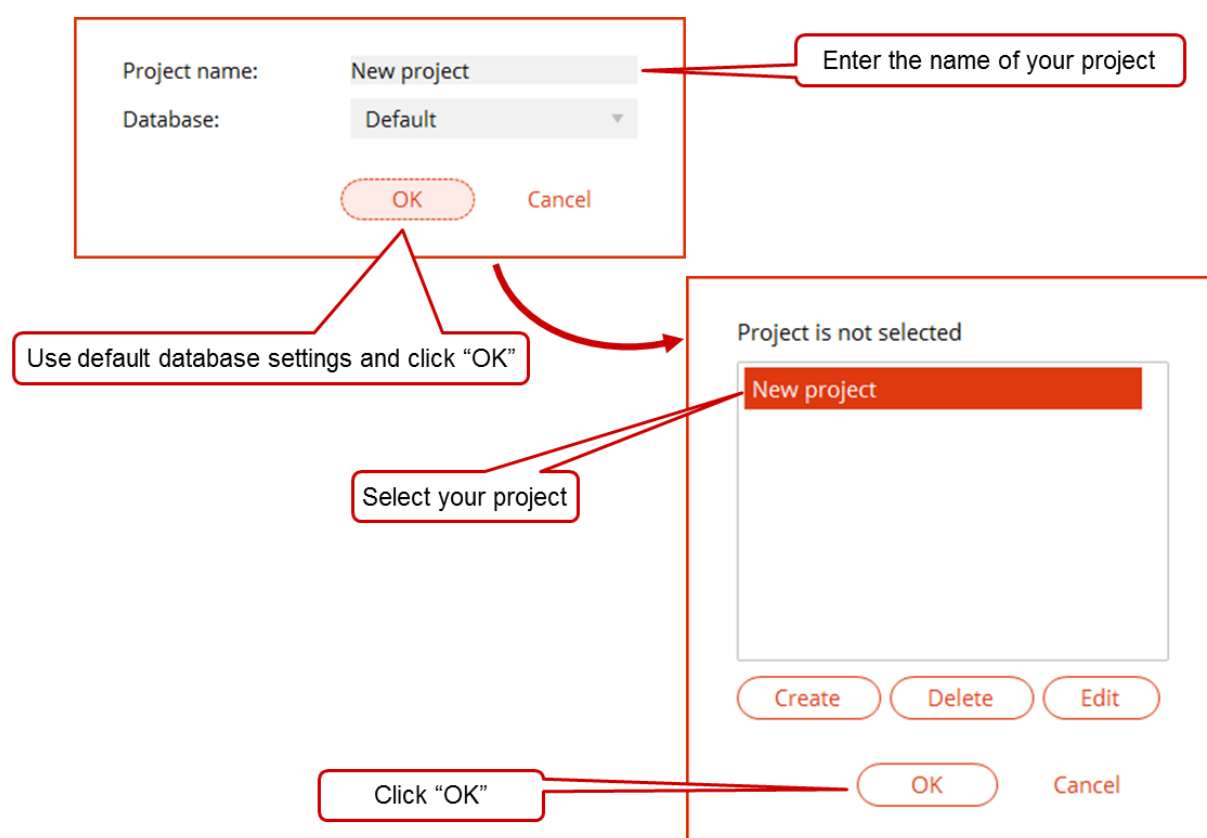 Project name:
New project
Enter the name of your project
Database:
Default
OK
Cancel
Use default database settings and click “OK”
Project is not selected
New project
Select your project
Create
Delete
Edit
Click “OK”
OK
Cancel